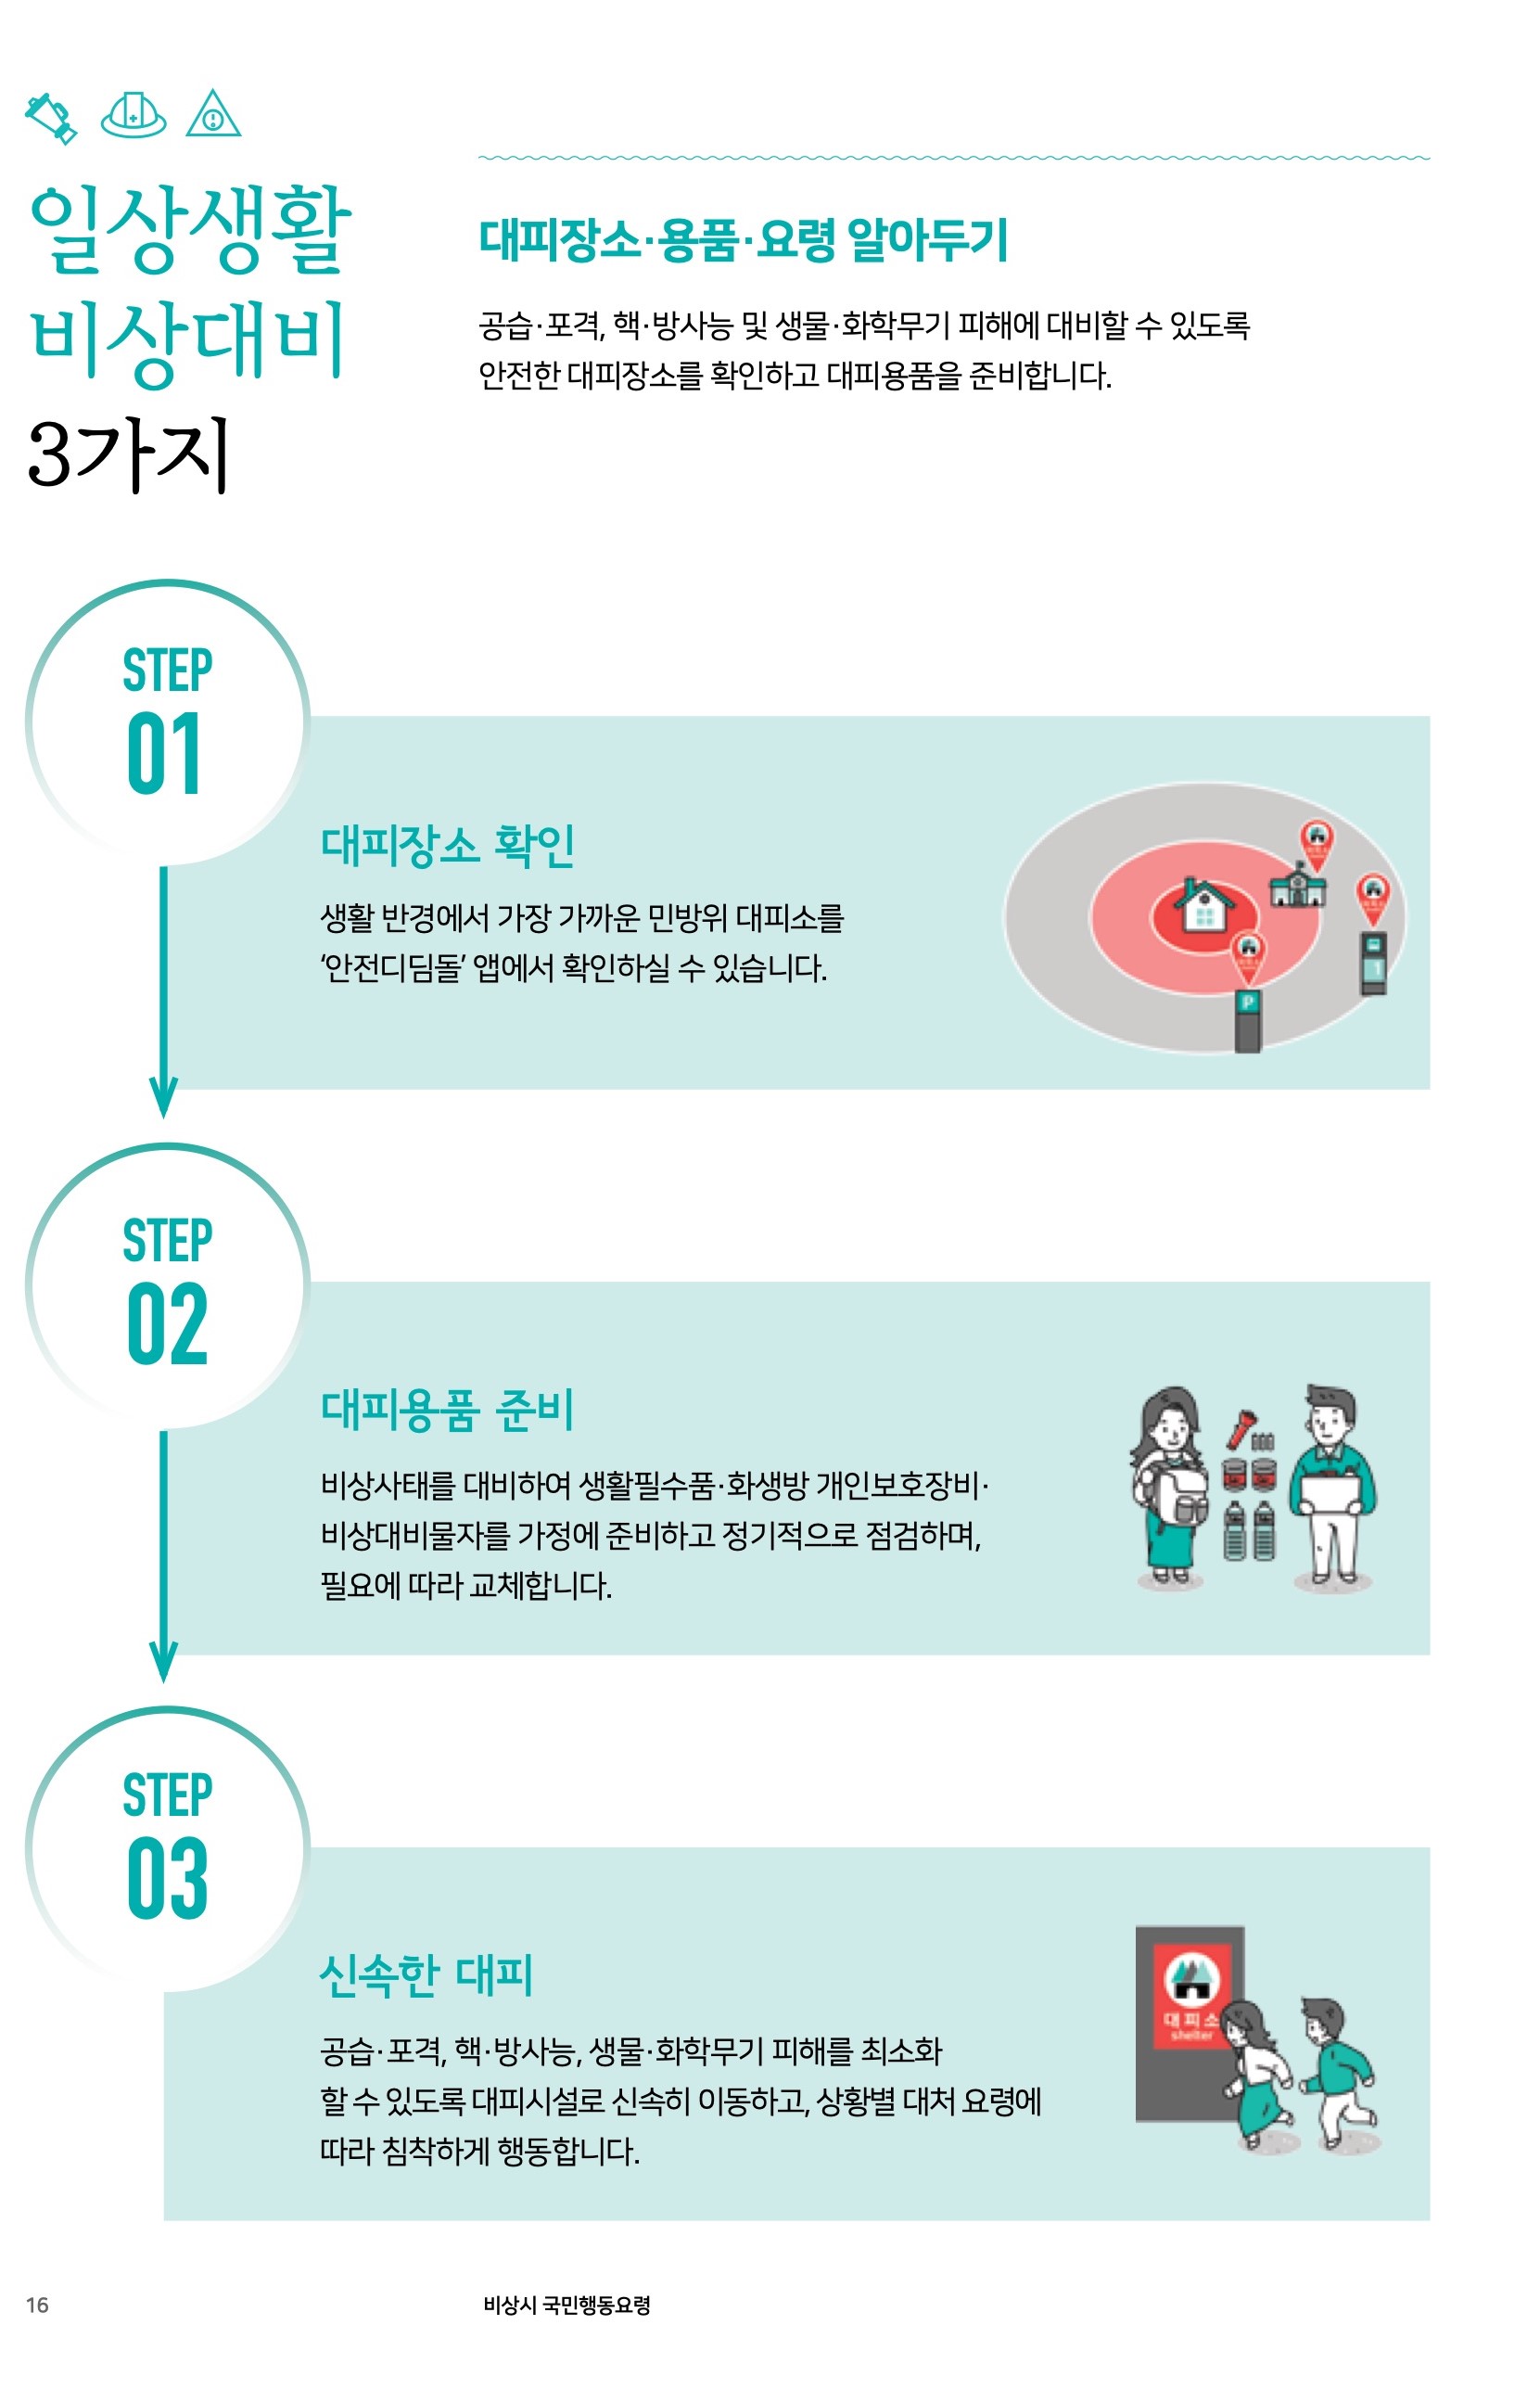 일상생활
비상대비
3가지
대피장소·용품·요령 알아두기
공습·포격, 핵·방사능 및 생물·화학무기 피해에 대비할 수 있도록
안전한 대피장소를 확인하고 대피용품을 준비합니다.
STEP
01
대피장소 확인
생활 반경에서 가장 가까운 민방위 대피소를
‘안전디딤돌’ 앱에서 확인하실 수 있습니다.
P
1
STEP
02
대피용품 준비
비상사태를 대비하여 생활필수품·화생방 개인보호장비·
비상대비물자를 가정에 준비하고 정기적으로 점검하며,
필요에 따라 교체합니다.
STEP
03
신속한 대피
공습·포격, 핵·방사능, 생물·화학무기 피해를 최소화
할 수 있도록 대피시설로 신속히 이동하고, 상황별 대처 요령에
따라 침착하게 행동합니다.
대피소
shelter
16
비상시 국민행동요령